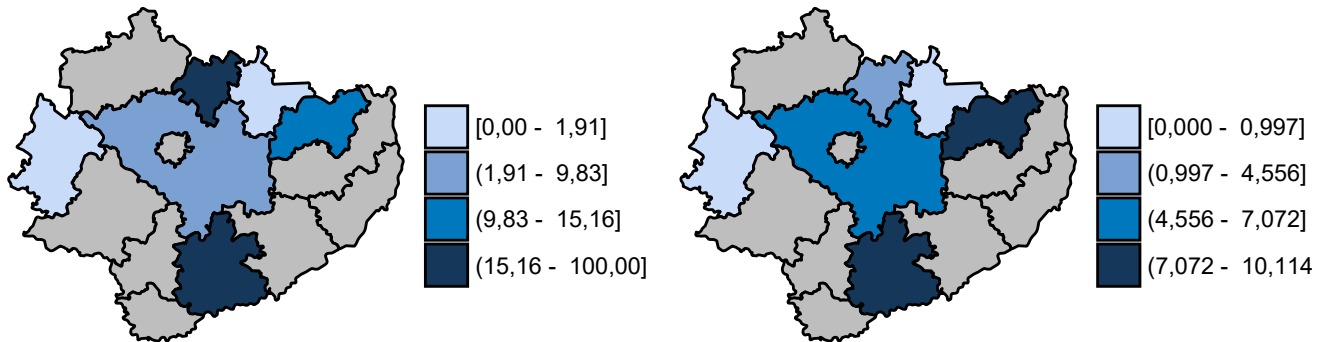 [0,00 - 1,91]
(1,91 - 9,83]
(9,83 - 15,16]
(15,16 - 100,00]
[0,000 - 0,997]
(0,997 - 4,556]
(4,556 - 7,072]
(7,072 - 10,114